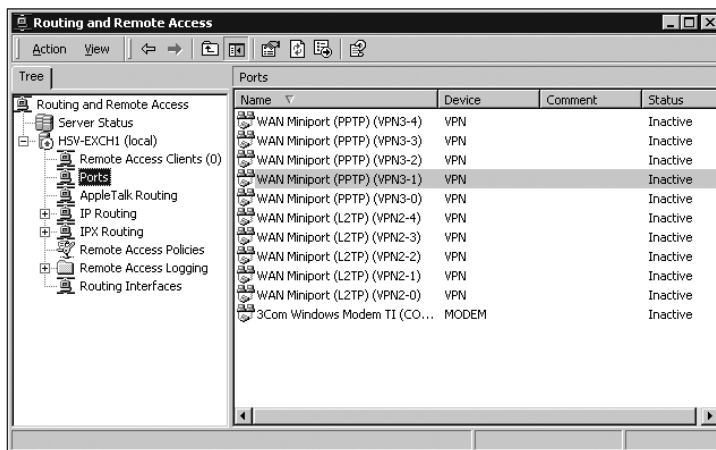 Routing and Remote Access
Action View
Tree
Routing and Remote Access
Server Status
HSV-EXCH1 (local)
Remote Access Clients (0)
Ports
AppleTalk Routing
IP Routing
IPX Routing
Remote Access Policies
Remote Access Logging
Routing Interfaces
Ports
Name Device Comment Status
WAN Miniport (PPTP) (VPN3-4) VPN Inactive
WAN Miniport (PPTP) (VPN3-3) VPN Inactive
WAN Miniport (PPTP) (VPN3-2) VPN Inactive
WAN Miniport (PPTP) (VPN3-1) VPN Inactive
WAN Miniport (PPTP) (VPN3-0) VPN Inactive
WAN Miniport (L2TP) (VPN2-4) VPN Inactive
WAN Miniport (L2TP) (VPN2-3) VPN Inactive
WAN Miniport (L2TP) (VPN2-2) VPN Inactive
WAN Miniport (L2TP) (VPN2-1) VPN Inactive
WAN Miniport (L2TP) (VPN2-0) VPN Inactive
3Com Windows Modem TI (CO... MODEM Inactive